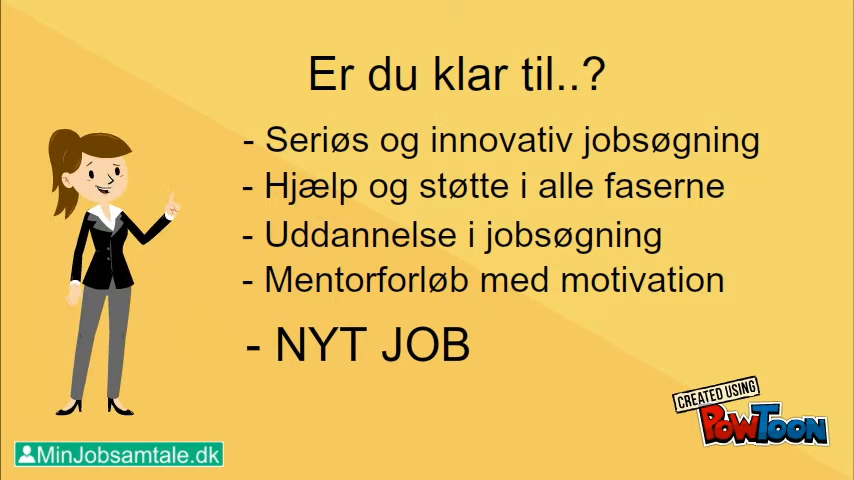 Er du klar til..?
- Seriøs og innovativ jobsøgning
- Hjælp og støtte i alle faserne
- Uddannelse i jobsøgning
- Mentorforløb med motivation
- NYT JOB
CREATED USING
POWTOON
MinJobsamtale.dk